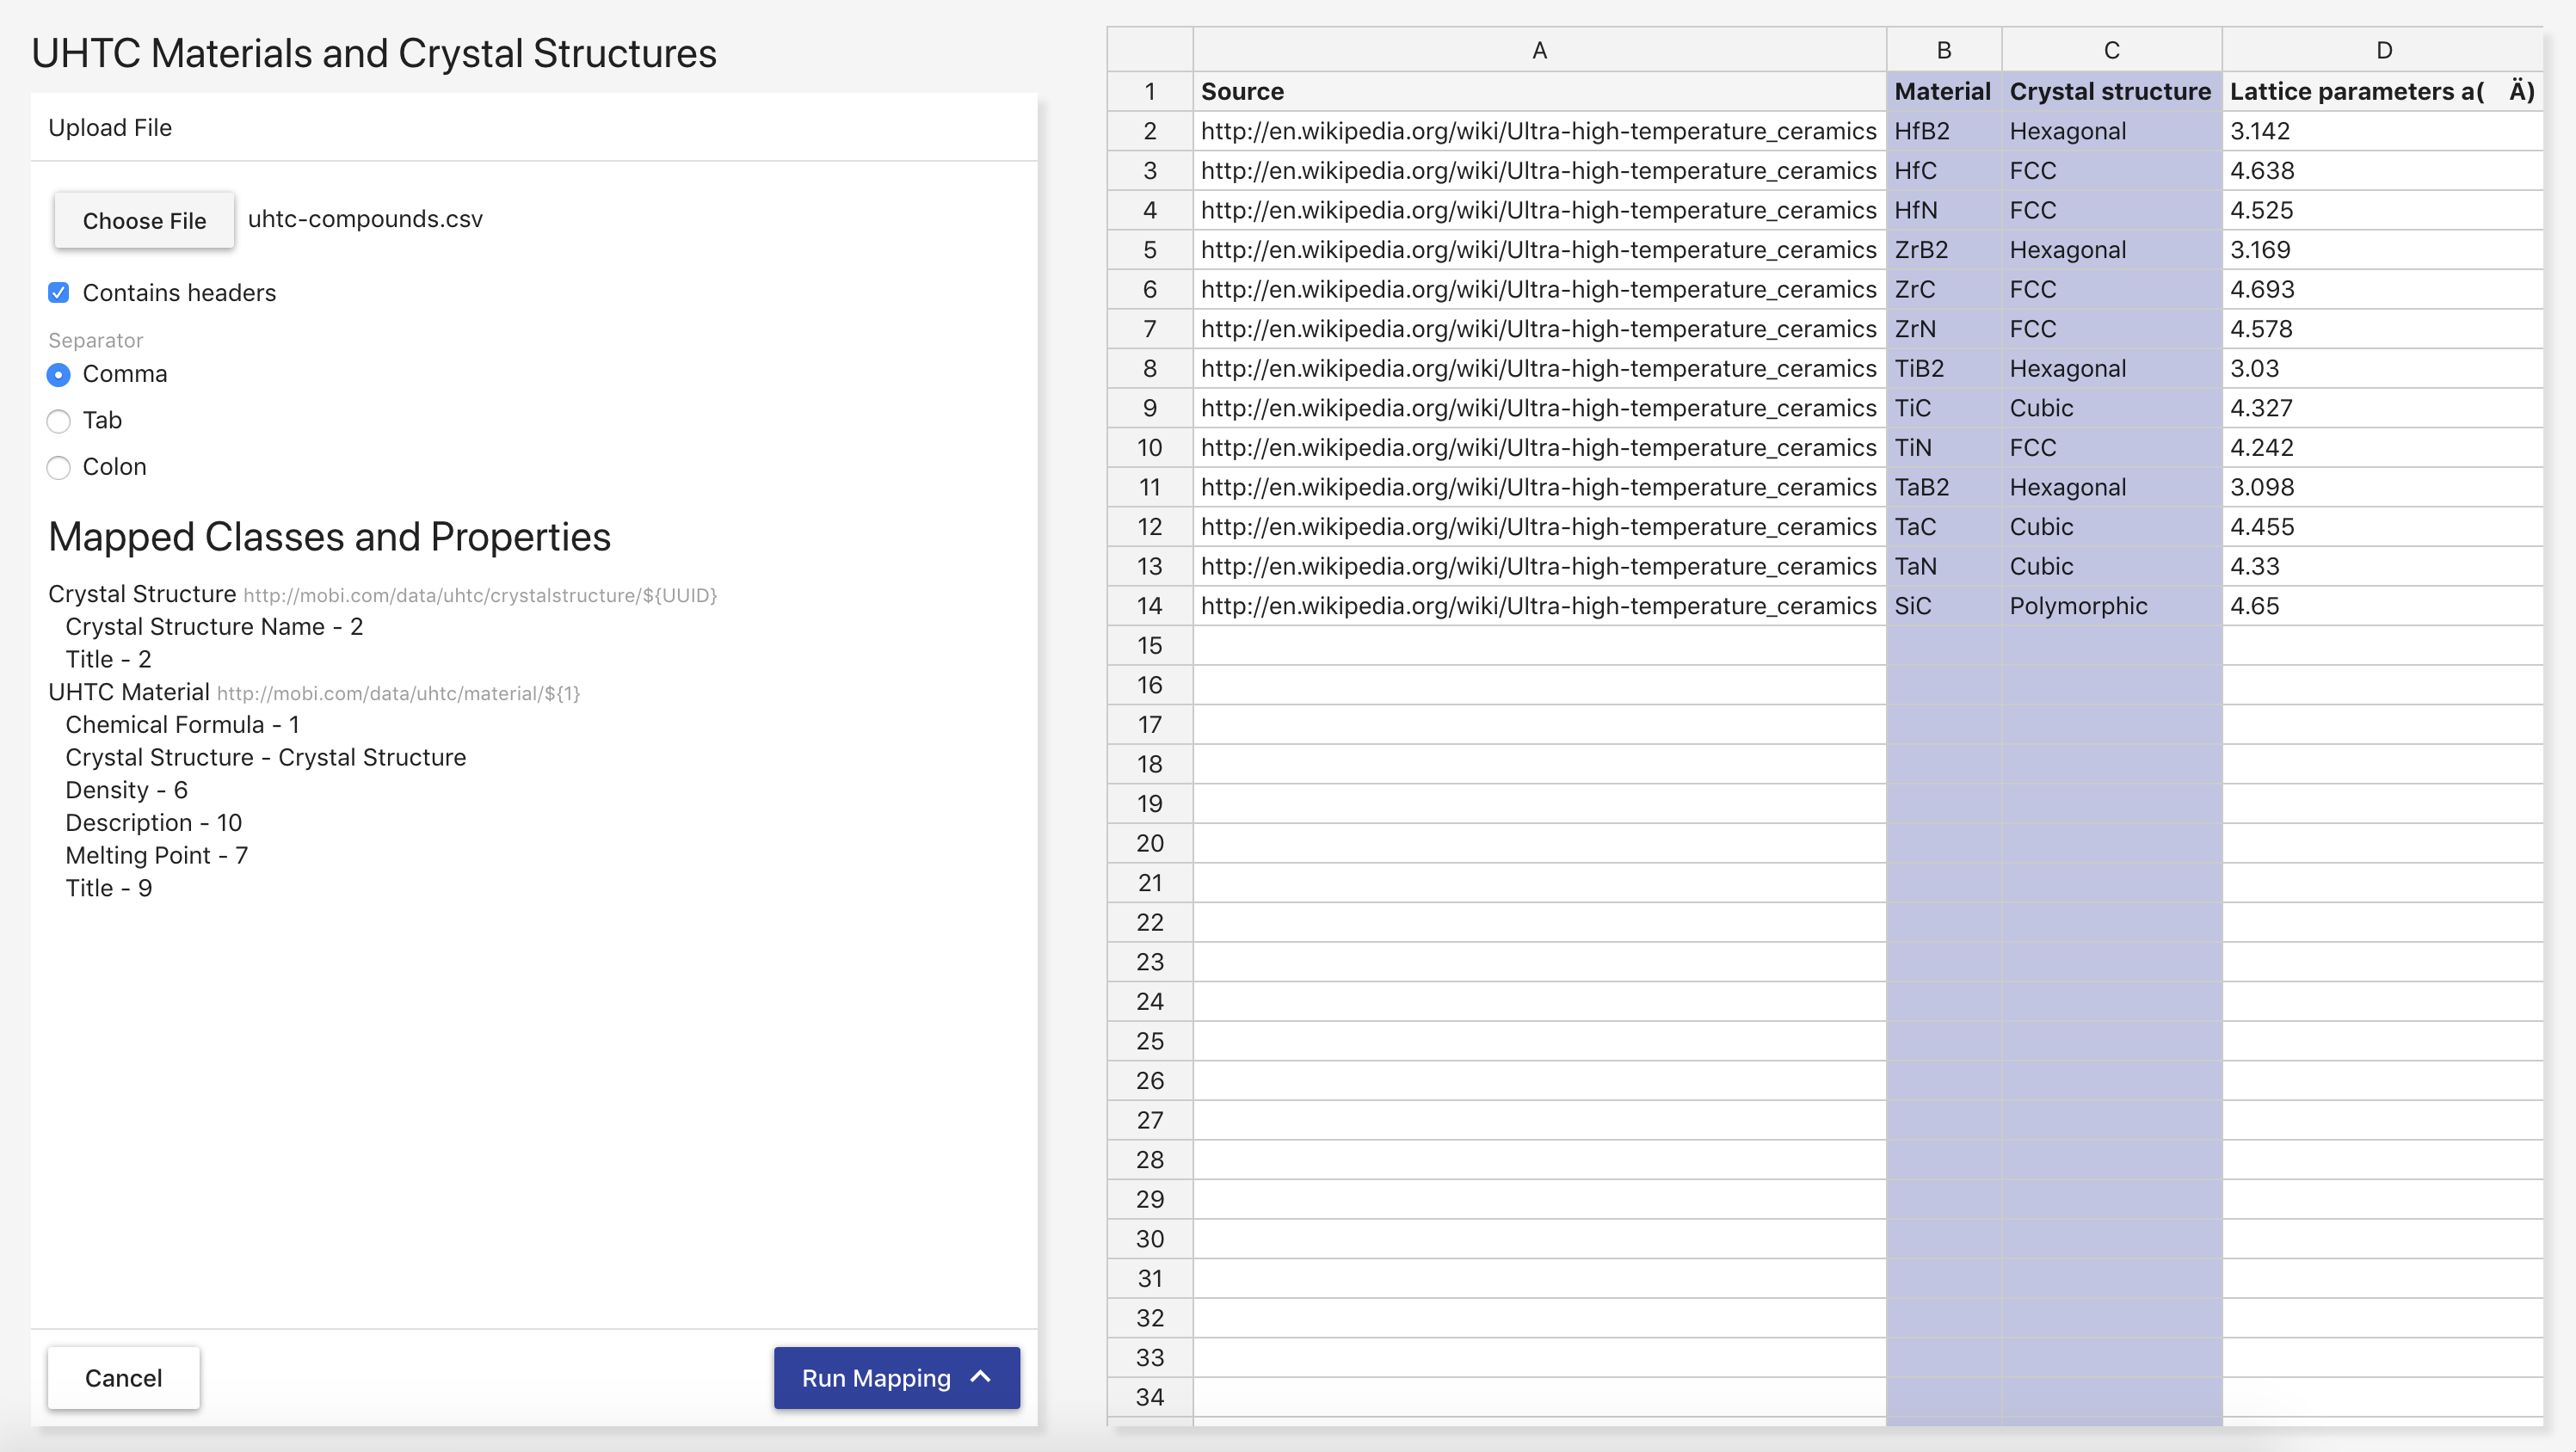 UHTC Materials and Crystal Structures
Upload File
Choose File uhtc-compounds.csv
Contains headers
Separator
Comma
Tab
Colon
Mapped Classes and Properties
Crystal Structure http://mobi.com/data/uhtc/crystalstructure/${UUID}
Crystal Structure Name - 2
Title - 2
UHTC Material http://mobi.com/data/uhtc/material/${1}
Chemical Formula - 1
Crystal Structure - Crystal Structure
Density - 6
Description - 10
Melting Point - 7
Title - 9
Cancel
Run Mapping
A B C D
1 Source Material Crystal structure Lattice parameters a( Ä)
2 http://en.wikipedia.org/wiki/Ultra-high-temperature_ceramics HfB2 Hexagonal 3.142
3 http://en.wikipedia.org/wiki/Ultra-high-temperature_ceramics HfC FCC 4.638
4 http://en.wikipedia.org/wiki/Ultra-high-temperature_ceramics HfN FCC 4.525
5 http://en.wikipedia.org/wiki/Ultra-high-temperature_ceramics ZrB2 Hexagonal 3.169
6 http://en.wikipedia.org/wiki/Ultra-high-temperature_ceramics ZrC FCC 4.693
7 http://en.wikipedia.org/wiki/Ultra-high-temperature_ceramics ZrN FCC 4.578
8 http://en.wikipedia.org/wiki/Ultra-high-temperature_ceramics TiB2 Hexagonal 3.03
9 http://en.wikipedia.org/wiki/Ultra-high-temperature_ceramics TiC Cubic 4.327
10 http://en.wikipedia.org/wiki/Ultra-high-temperature_ceramics TiN FCC 4.242
11 http://en.wikipedia.org/wiki/Ultra-high-temperature_ceramics TaB2 Hexagonal 3.098
12 http://en.wikipedia.org/wiki/Ultra-high-temperature_ceramics TaC Cubic 4.455
13 http://en.wikipedia.org/wiki/Ultra-high-temperature_ceramics TaN Cubic 4.33
14 http://en.wikipedia.org/wiki/Ultra-high-temperature_ceramics SiC Polymorphic 4.65
15
16
17
18
19
20
21
22
23
24
25
26
27
28
29
30
31
32
33
34